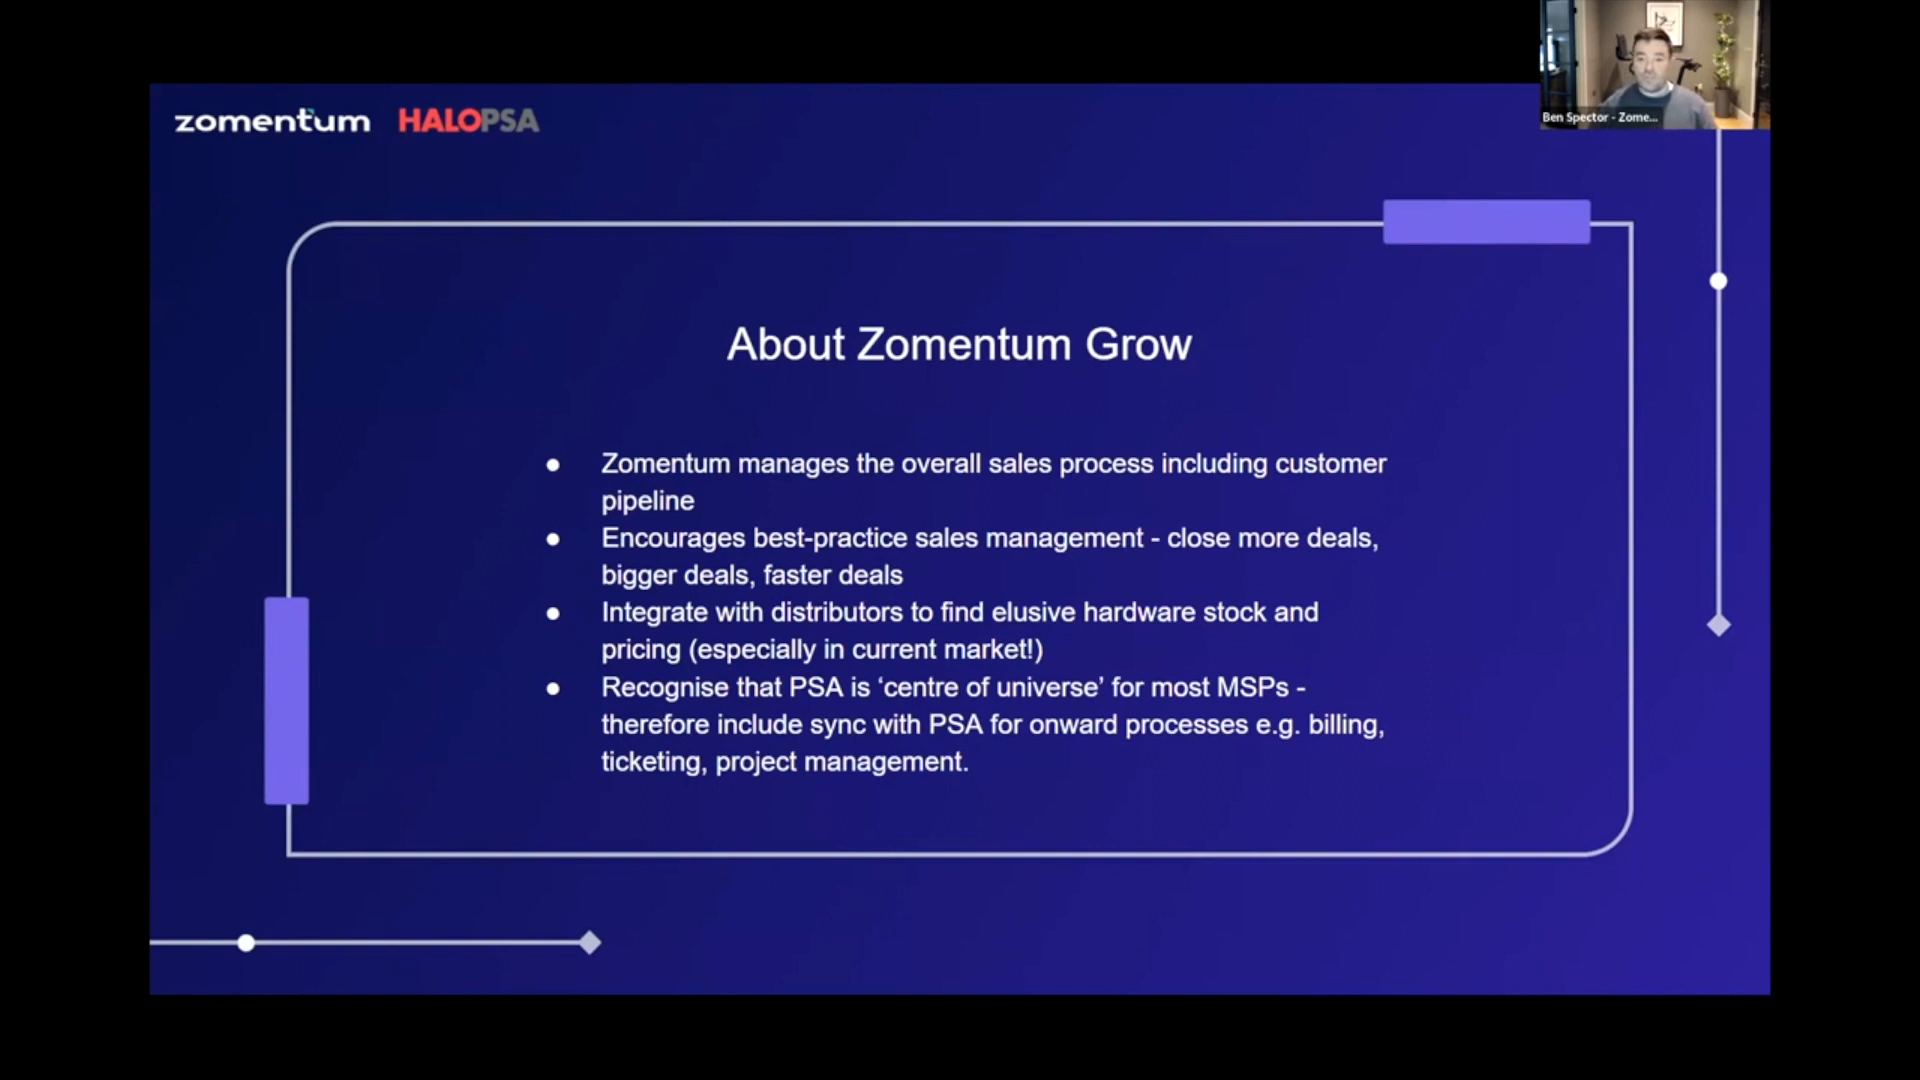 zomentum HALOPSA
Ben Spector - Zome...
About Zomentum Grow
● Zomentum manages the overall sales process including customer
pipeline
● Encourages best-practice sales management - close more deals,
bigger deals, faster deals
● Integrate with distributors to find elusive hardware stock and
pricing (especially in current market!)
● Recognise that PSA is ‘centre of universe’ for most MSPs -
therefore include sync with PSA for onward processes e.g. billing,
ticketing, project management.